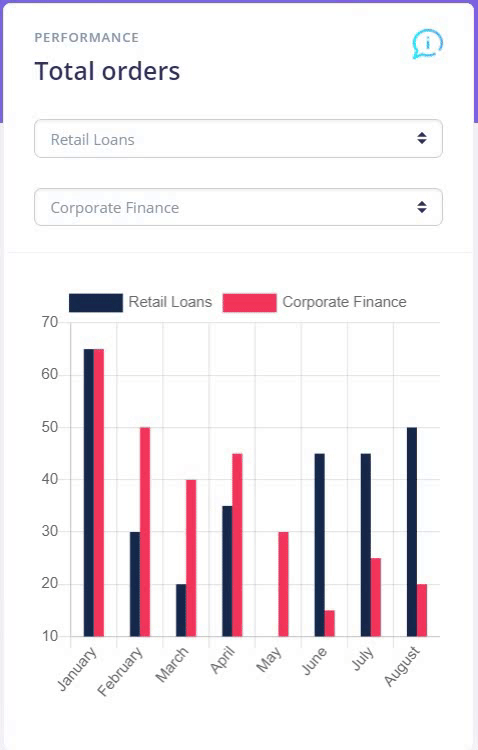 PERFORMANCE
Total orders
Retail Loans
Corporate Finance
Retail Loans Corporate Finance
70
60
50
40
30
20
10
January February March April May June July August